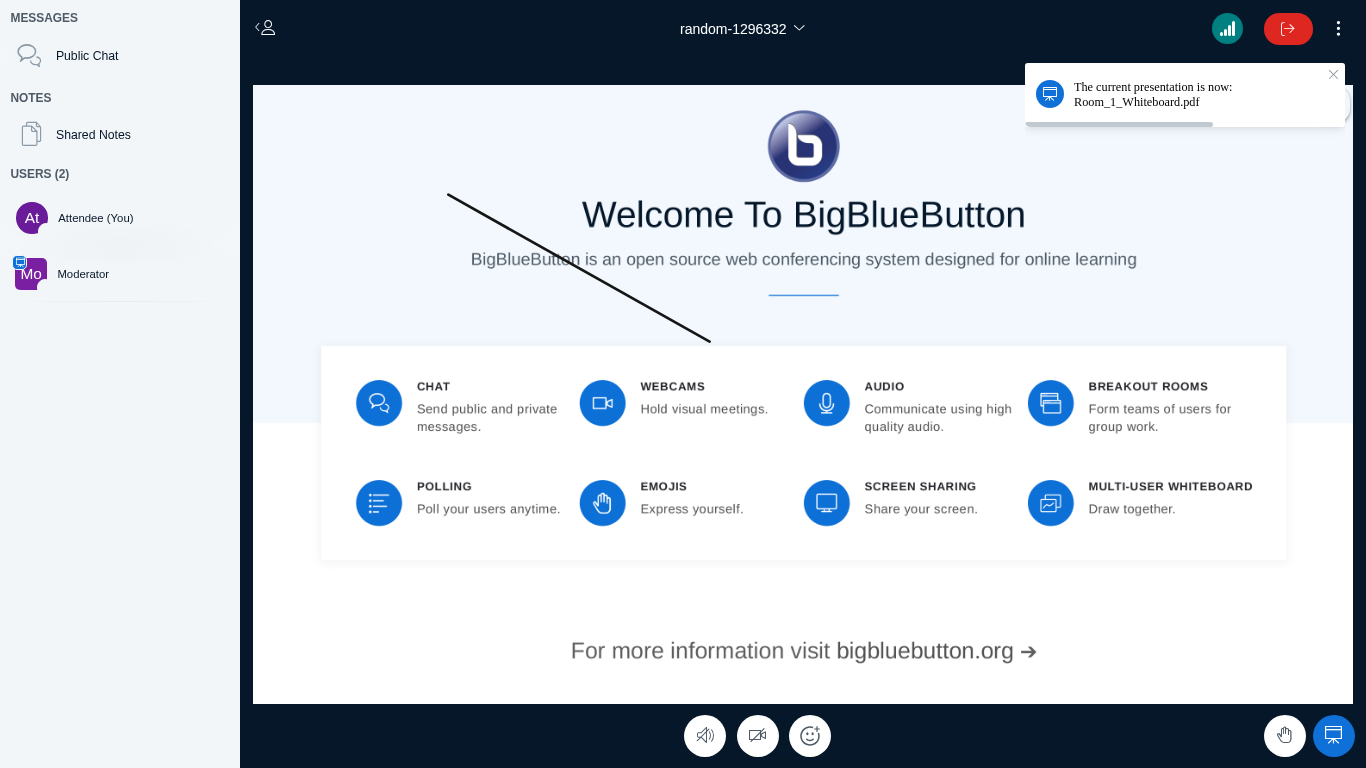 MESSAGES
Public Chat
NOTES
Shared Notes
USERS (2)
At
Attendee (You)
Mo
Moderator
random-1296332
The current presentation is now:
Room_1_Whiteboard.pdf
Welcome To BigBlueButton
BigBlueButton is an open source web conferencing system designed for online learning
CHAT
Send public and private
messages.
WEBCAMS
Hold visual meetings.
AUDIO
Communicate using high
quality audio.
BREAKOUT ROOMS
Form teams of users for
group work.
POLLING
Poll your users anytime.
EMOJIS
Express yourself.
SCREEN SHARING
Share your screen.
MULTI-USER WHITEBOARD
Draw together.
For more information visit bigbluebutton.org →